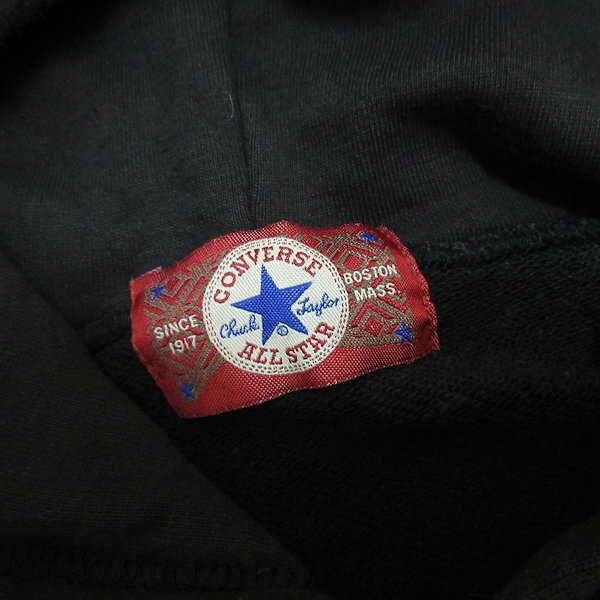 CONVERSE
Chuck Taylor
®
ALL STAR
SINCE
1917
BOSTON
MASS.